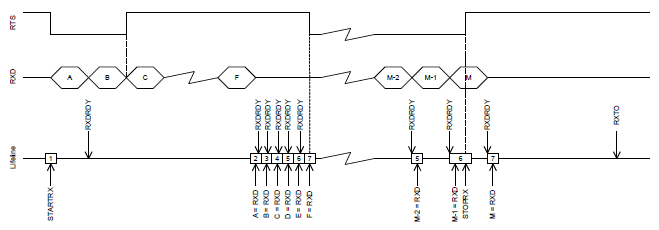 RTS
RXD
A
B
C
F
M-2
M-1
M
RXDRDY
RXDRDY
RXDRDY
RXDRDY
RXDRDY
RXDRDY
RXDRDY
RXDRDY
RXDRDY
RXTO
Lifeline
1
2
3
4
5
6
7
5
6
7
STARTRX
A = RXD
B = RXD
C = RXD
D = RXD
E = RXD
F = RXD
M-2 = RXD
M-1 = RXD
STOPRX
M = RXD